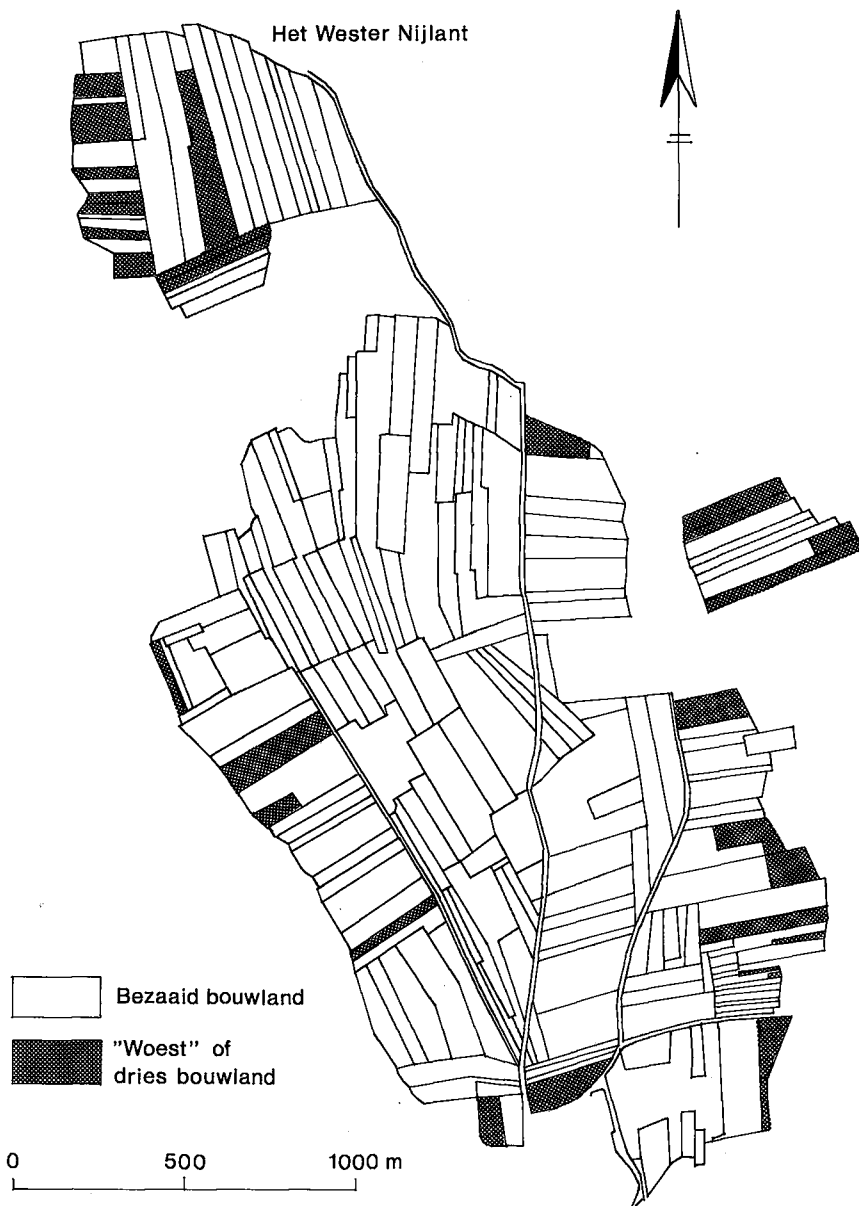 Het Wester Nijlant
Bezaaid bouwland
"Woest" of
dries bouwland
0 500 1000 m